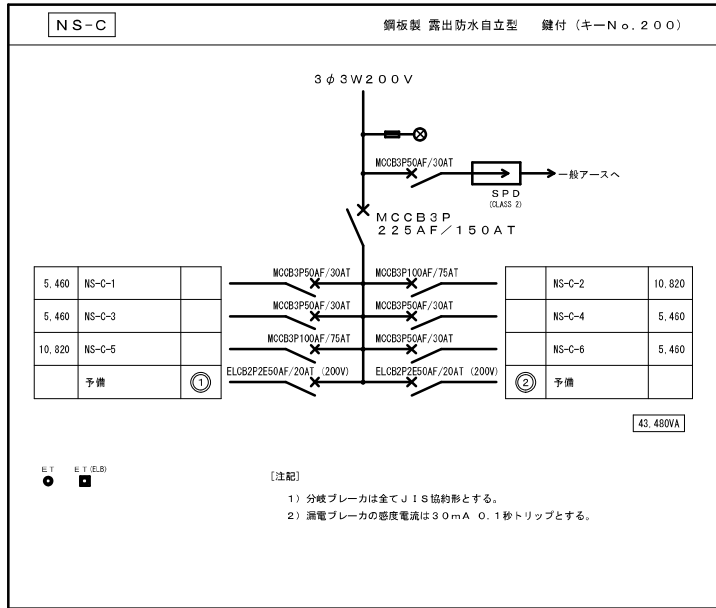 NS-C
鋼板製 露出防水自立型 鍵付（キーNo.200）
3φ3W200V
MCCB3P50AF/30AT
一般アースへ
SPD
(CLASS 2)
MCCB3P
225AF/150AT
5,460 NS-C-1 MCCB3P50AF/30AT MCCB3P100AF/75AT NS-C-2 10,820
5,460 NS-C-3 MCCB3P50AF/30AT MCCB3P50AF/30AT NS-C-4 5,460
10,820 NS-C-5 MCCB3P100AF/75AT MCCB3P50AF/30AT NS-C-6 5,460
予備 ① ELCB2P2E50AF/20AT (200V) ELCB2P2E50AF/20AT (200V) ② 予備
43,480VA
ET ET(ELB)
［注記］
1）分岐ブレーカは全てJIS協約形とする。
2）漏電ブレーカの感度電流は30mA 0.1秒トリップとする。